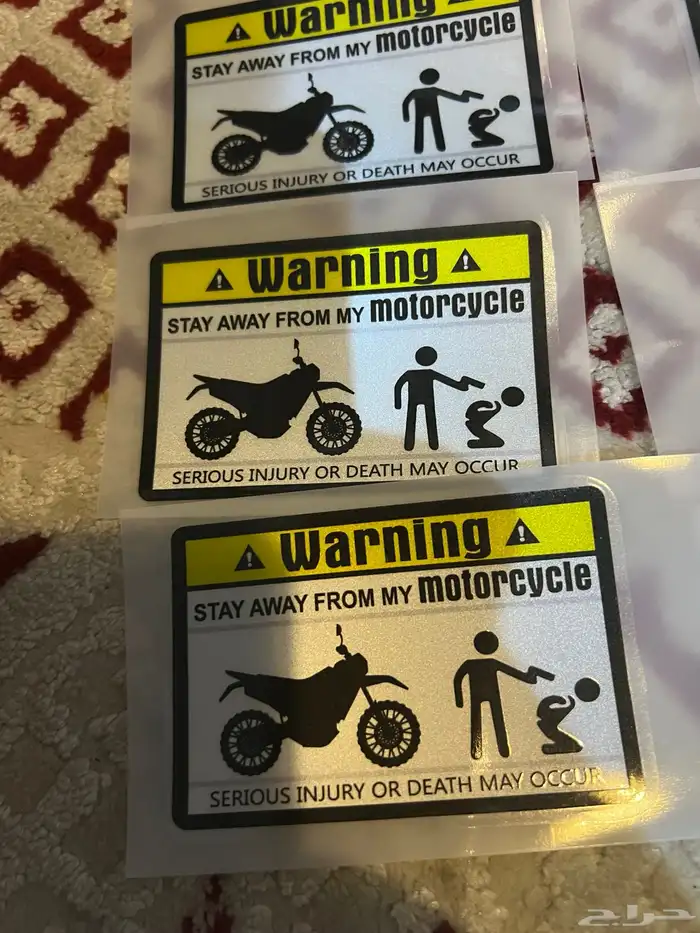 Warning
STAY AWAY FROM MY motorcycle
SERIOUS INJURY OR DEATH MAY OCCUR
Warning
STAY AWAY FROM MY motorcycle
SERIOUS INJURY OR DEATH MAY OCCUR
Warning
STAY AWAY FROM MY motorcycle
SERIOUS INJURY OR DEATH MAY OCCUR
حراج